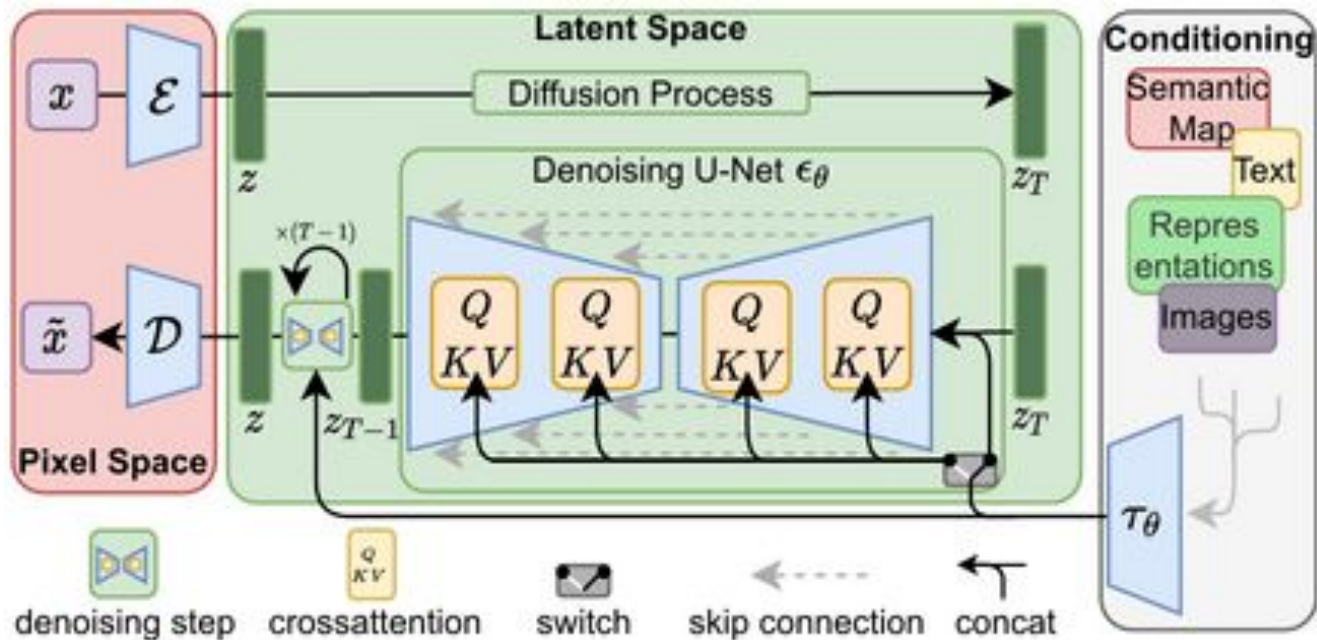 Latent Space
Conditioning
x
ℰ
z
Diffusion Process
z_T
Semantic
Map
Text
Repres
entations
Images
Denoising U-Net ϵ_θ
×(T−1)
Q
KV
Q
KV
Q
KV
Q
KV
x̃
𝒟
z
z_{T−1}
z_T
Pixel Space
τ_θ
Q
KV
denoising step
crossattention
switch
skip connection
concat